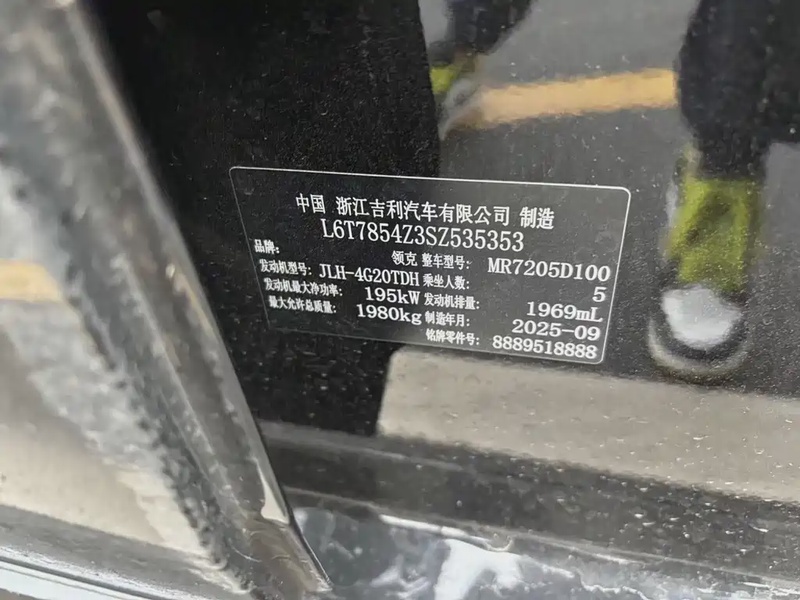 中国 浙江吉利汽车有限公司 制造
L6T7854Z3SZ535353
品牌: 领克 整车型号: MR7205D100
发动机型号: JLH-4G20TDH 乘坐人数: 5
发动机最大净功率: 195kW 发动机排量: 1969mL
最大允许总质量: 1980kg 制造年月: 2025-09
铭牌零件号: 8889518888